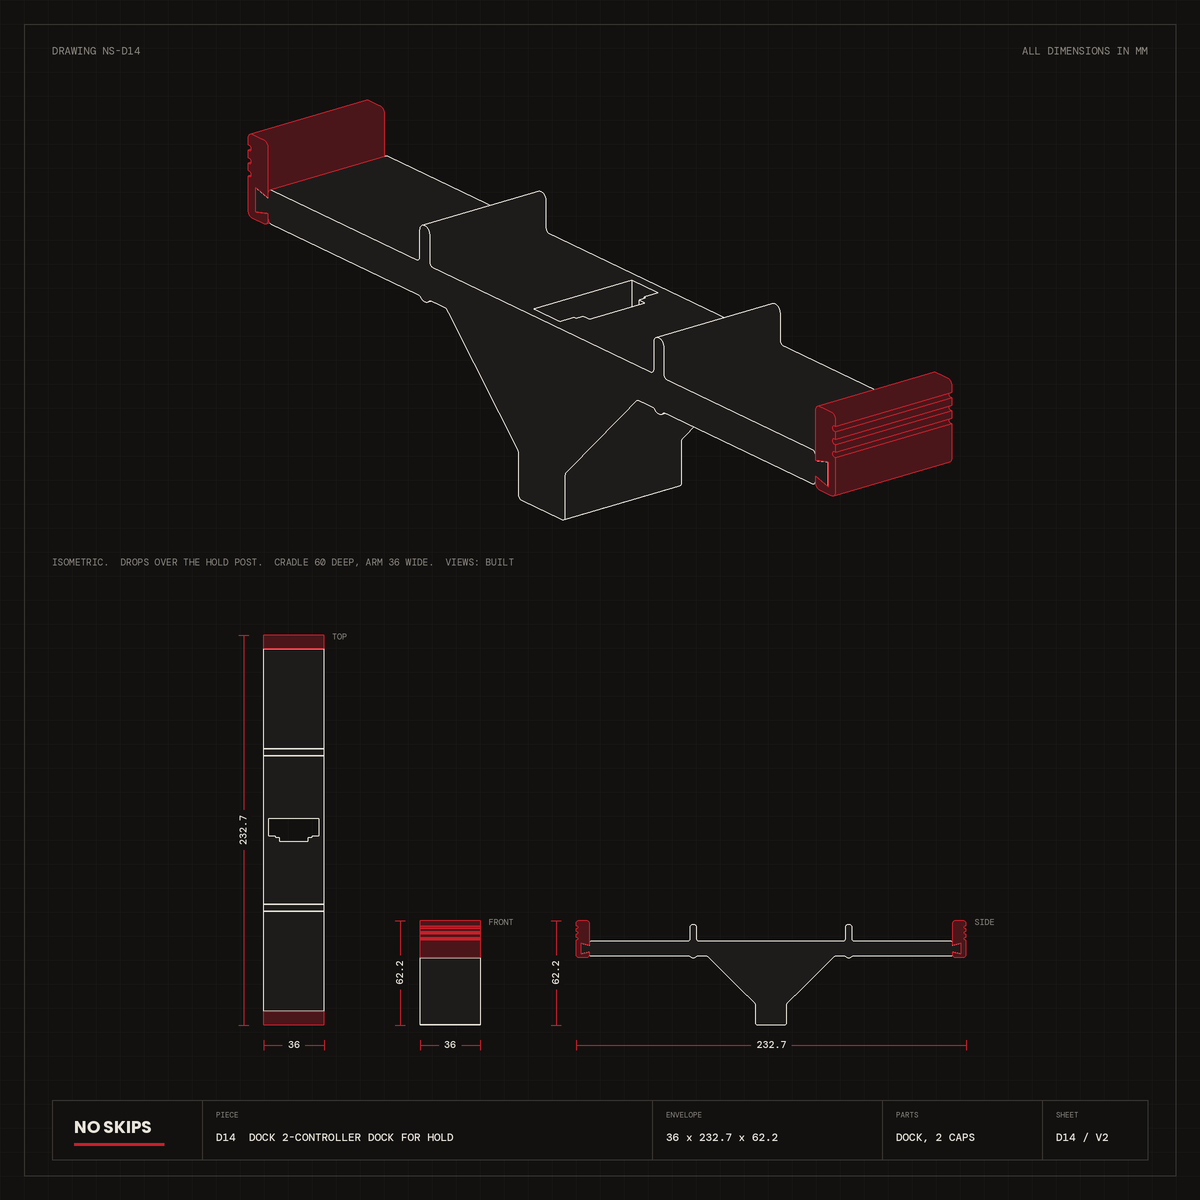 DRAWING NS-D14
ALL DIMENSIONS IN MM
ISOMETRIC.  DROPS OVER THE HOLD POST.  CRADLE 60 DEEP, ARM 36 WIDE.  VIEWS: BUILT
TOP
232.7
36
FRONT
62.2
36
SIDE
62.2
232.7
NO SKIPS
PIECE
D14  DOCK 2-CONTROLLER DOCK FOR HOLD
ENVELOPE
36 x 232.7 x 62.2
PARTS
DOCK, 2 CAPS
SHEET
D14 / V2